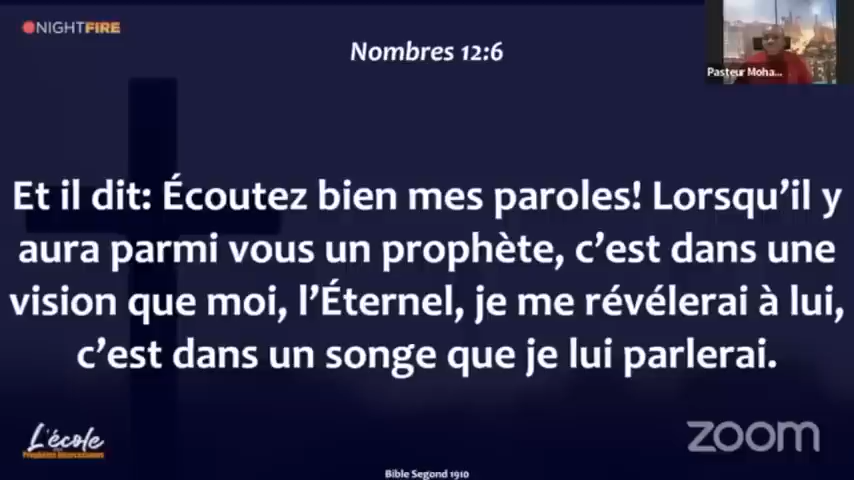 NIGHTFIRE
Nombres 12:6
Pasteur Moha...
Et il dit: Écoutez bien mes paroles! Lorsqu'il y
aura parmi vous un prophète, c'est dans une
vision que moi, l'Éternel, je me révélerai à lui,
c'est dans un songe que je lui parlerai.
L'école
Prophètes Intercesseurs
zoom
Bible Segond 1910